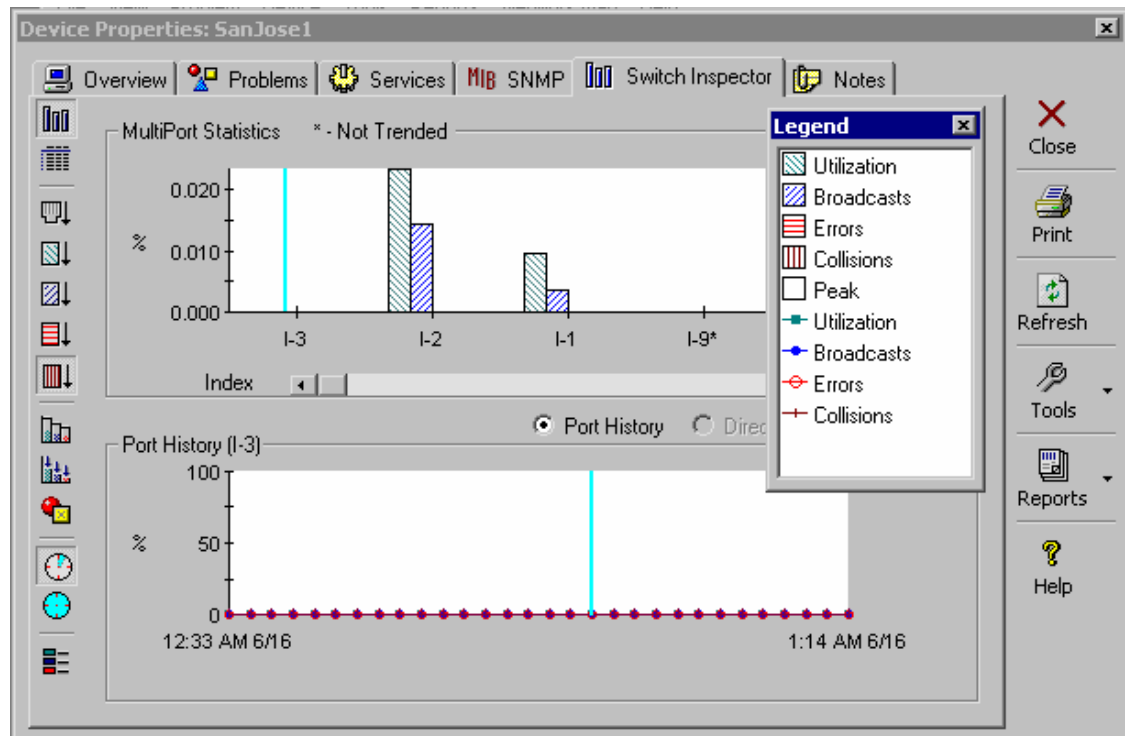 Device Properties: SanJose1
Overview
Problems
Services
MIB SNMP
Switch Inspector
Notes
MultiPort Statistics * - Not Trended
0.020
%
0.010
0.000
I-3 I-2 I-1 I-9*
Index
Port History
Direc
Port History (I-3)
100
%
50
0
12:33 AM 6/16
1:14 AM 6/16
Legend
Utilization
Broadcasts
Errors
Collisions
Peak
Utilization
Broadcasts
Errors
Collisions
Close
Print
Refresh
Tools
Reports
Help